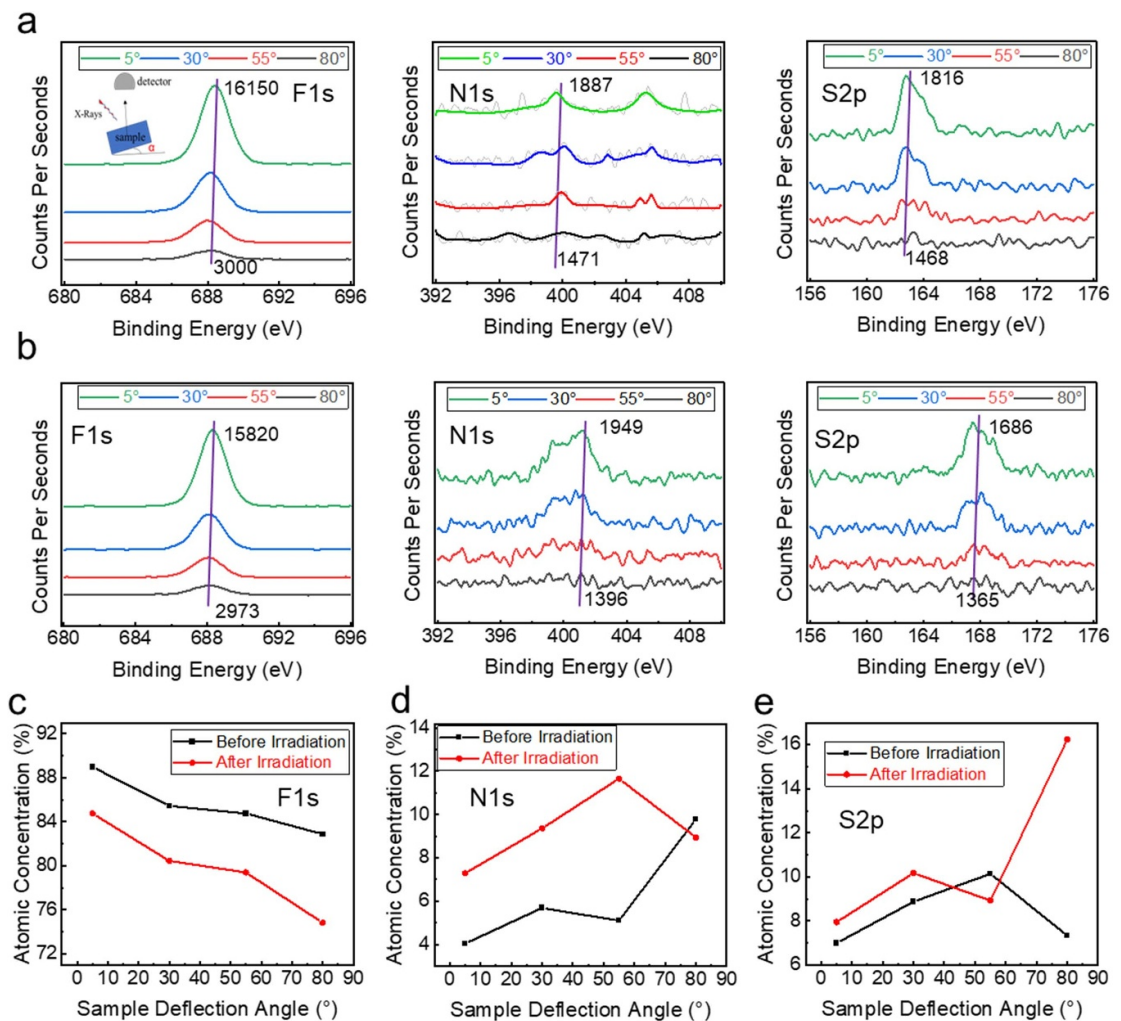 a
5° 30° 55° 80°
detector
X-Rays
sample
α
16150
F1s
3000
Counts Per Seconds
680 684 688 692 696
Binding Energy (eV)
5° 30° 55° 80°
N1s
1887
1471
Counts Per Seconds
392 396 400 404 408
Binding Energy (eV)
5° 30° 55° 80°
S2p
1816
1468
Counts Per Seconds
156 160 164 168 172 176
Binding Energy (eV)
b
5° 30° 55° 80°
F1s
15820
2973
Counts Per Seconds
680 684 688 692 696
Binding Energy (eV)
5° 30° 55° 80°
N1s
1949
1396
Counts Per Seconds
392 396 400 404 408
Binding Energy (eV)
5° 30° 55° 80°
S2p
1686
1365
Counts Per Seconds
156 160 164 168 172 176
Binding Energy (eV)
c
Before Irradiation
After Irradiation
F1s
Atomic Concentration (%)
92
88
84
80
76
72
0 10 20 30 40 50 60 70 80 90
Sample Deflection Angle (°)
d
Before Irradiation
After Irradiation
N1s
Atomic Concentration (%)
14
12
10
8
6
4
0 10 20 30 40 50 60 70 80 90
Sample Deflection Angle (°)
e
Before Irradiation
After Irradiation
S2p
Atomic Concentration (%)
16
14
12
10
8
6
0 10 20 30 40 50 60 70 80 90
Sample Deflection Angle (°)